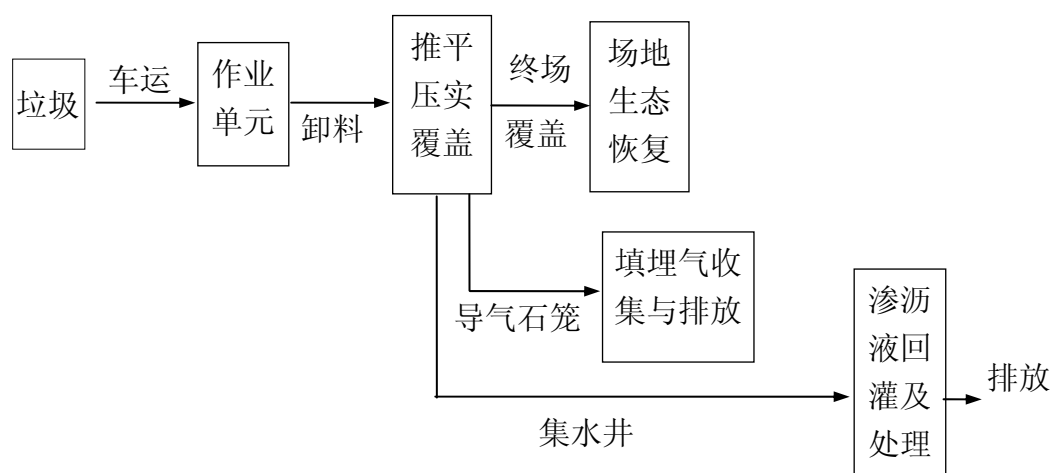 垃圾
车运
作业
单元
卸料
推平
压实
覆盖
终场
覆盖
场地
生态
恢复
导气石笼
填埋气收
集与排放
集水井
渗沥
液回
灌及
处理
排放